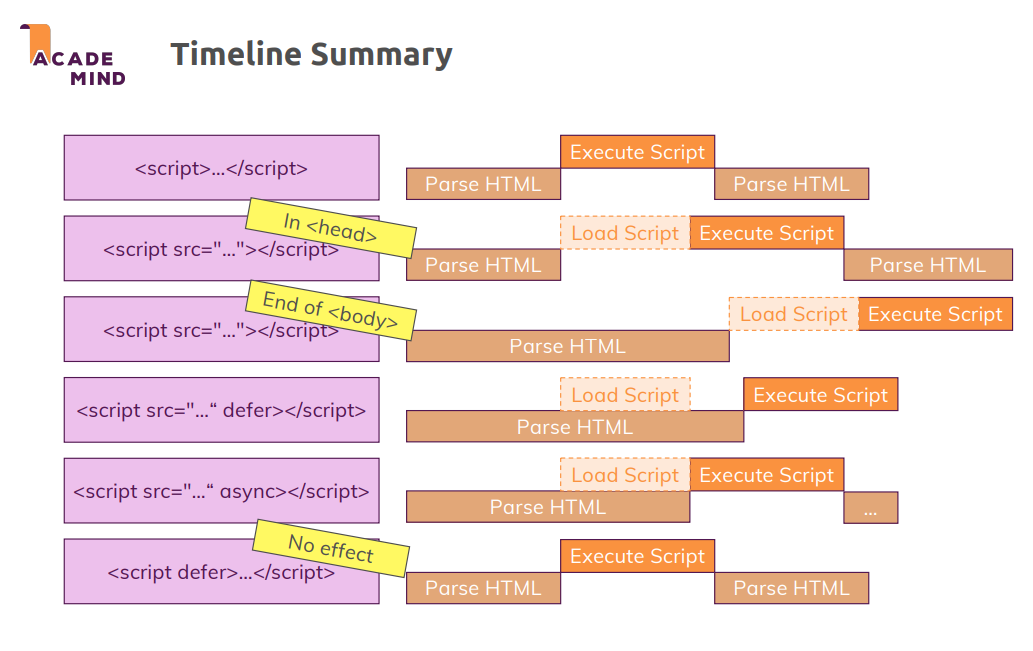 ACADE
MIND
Timeline Summary
<script>...</script>
Execute Script
Parse HTML
Parse HTML
In <head>
<script src="..."></script>
Load Script
Execute Script
Parse HTML
Parse HTML
End of <body>
<script src="..."></script>
Load Script
Execute Script
Parse HTML
<script src="...“ defer></script>
Load Script
Execute Script
Parse HTML
<script src="...“ async></script>
Load Script
Execute Script
Parse HTML
...
No effect
<script defer>...</script>
Execute Script
Parse HTML
Parse HTML